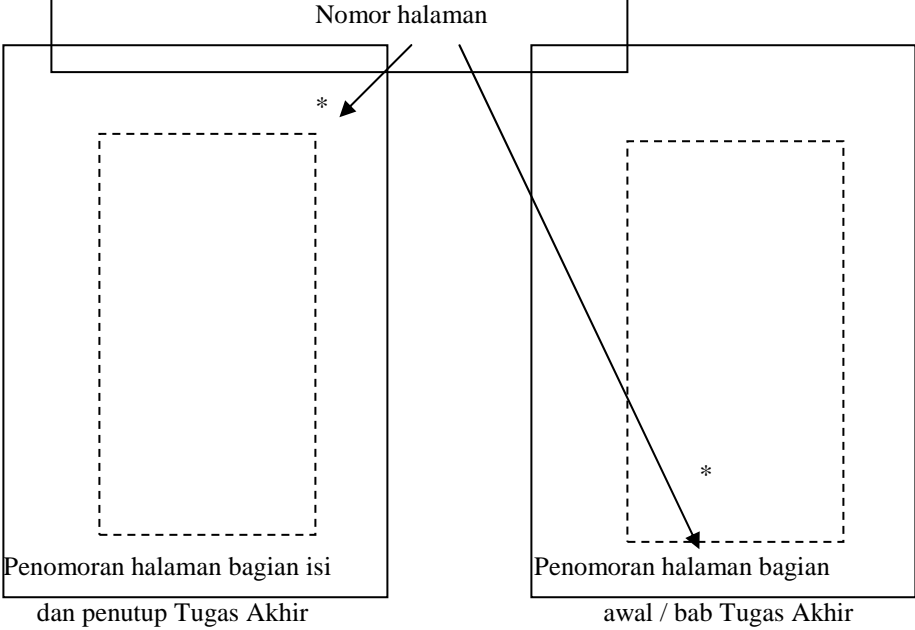 Nomor halaman
*
*
Penomoran halaman bagian isi
dan penutup Tugas Akhir
Penomoran halaman bagian
awal / bab Tugas Akhir